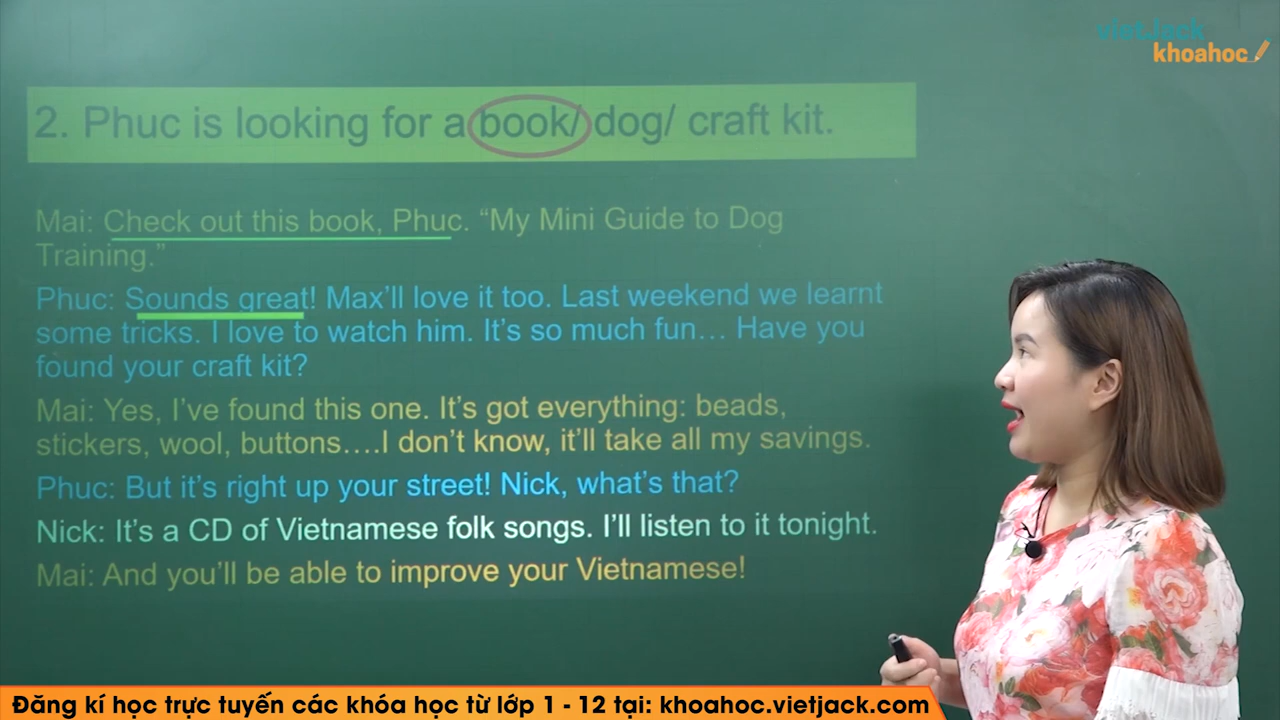 vietjack
khoahoc
2. Phuc is looking for a book/ dog/ craft kit.
Mai: Check out this book, Phuc. “My Mini Guide to Dog
Training.”
Phuc: Sounds great! Max’ll love it too. Last weekend we learnt
some tricks. I love to watch him. It’s so much fun… Have you
found your craft kit?
Mai: Yes, I’ve found this one. It’s got everything: beads,
stickers, wool, buttons….I don’t know, it’ll take all my savings.
Phuc: But it’s right up your street! Nick, what’s that?
Nick: It’s a CD of Vietnamese folk songs. I’ll listen to it tonight.
Mai: And you’ll be able to improve your Vietnamese!
Đăng kí học trực tuyến các khóa học từ lớp 1 - 12 tại: khoahoc.vietjack.com